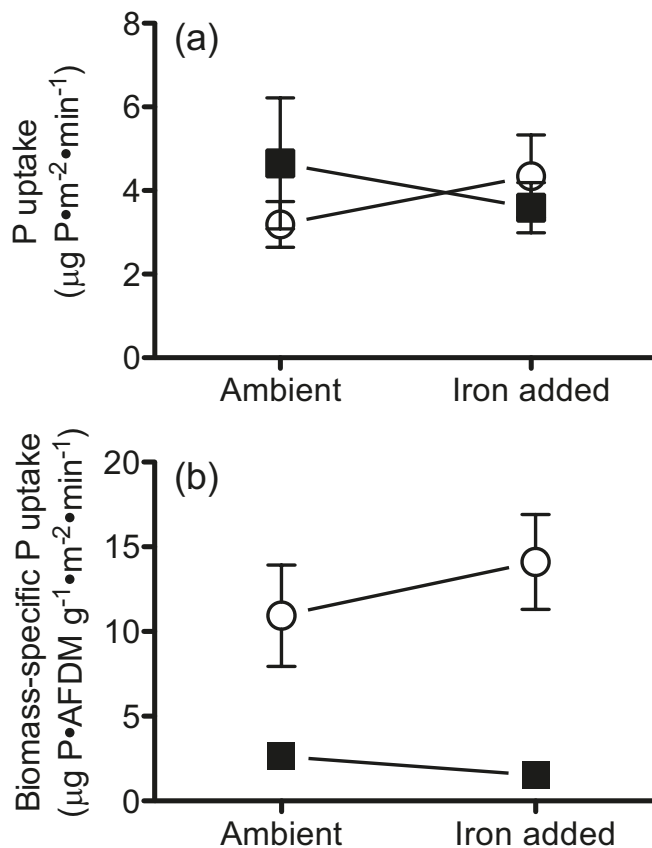 (a)
P uptake
(µg P•m⁻²•min⁻¹)
8
6
4
2
0
Ambient Iron added
(b)
Biomass-specific P uptake
(µg P•AFDM g⁻¹•m⁻²•min⁻¹)
20
15
10
5
0
Ambient Iron added